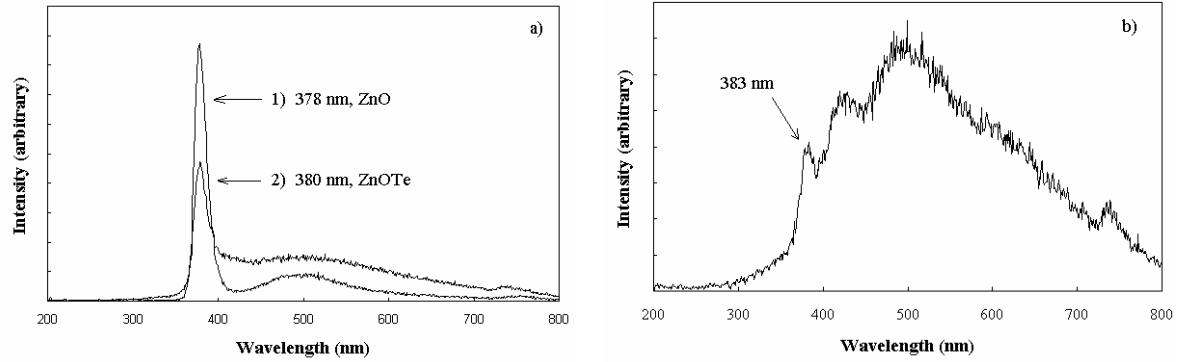 a)
1) 378 nm, ZnO
2) 380 nm, ZnOTe
Intensity (arbitrary)
200 300 400 500 600 700 800
Wavelength (nm)
b)
383 nm
Intensity (arbitrary)
200 300 400 500 600 700 800
Wavelength (nm)